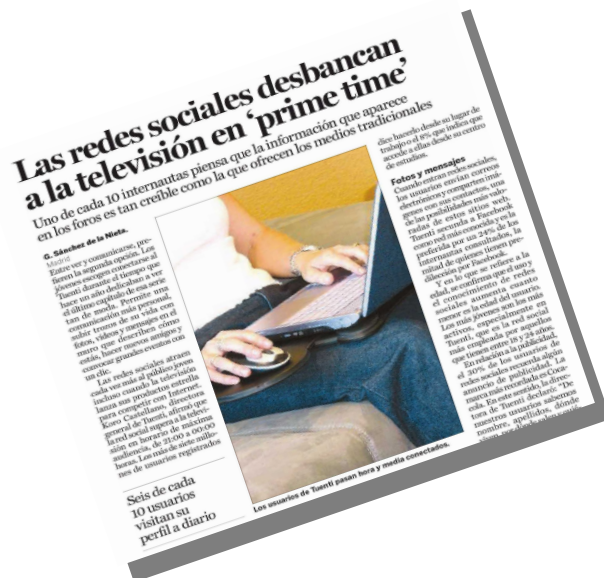 Las redes sociales desbancan
a la televisión en 'prime time'
Uno de cada 10 internautas piensa que la información que aparece
en los foros es tan creíble como la que ofrecen los medios tradicionales
G. Sánchez de la Nieta.
Madrid
Entre ver y comunicarse, pre-
fieren la segunda opción. Los
jóvenes escogen conectarse al
Tuenti durante el tiempo que
hace un año dedicaban a ver
el último capítulo de esa serie
tan de moda. Permite una
comunicación más personal,
subir trozos de su vida con
fotos, vídeos y mensajes en el
muro que describen cómo
están, hacer nuevos amigos y
convocar grandes eventos con
un clic.
Las redes sociales atraen
cada vez más al público joven
incluso cuando la televisión
lanza sus productos estrella
para competir con Internet.
Koro Castellano, directora
general de Tuenti, afirmó que
la red social supera a la televi-
sión en horario de máxima
audiencia, de 21:00 a 00:00
horas. Los más de siete millo-
nes de usuarios registrados
Seis de cada
10 usuarios
visitan su
perfil a diario
Los usuarios de Tuenti pasan hora y media conectados.
dice hacerlo desde su lugar de
trabajo o el 8% que indica que
accede a ellas desde su centro
de estudios.
Fotos y mensajes
Cuando entran redes sociales,
los usuarios envían correos
electrónicos y comparten imá-
genes con sus contactos, una
de las posibilidades más valo-
radas de estos sitios web.
Tuenti secunda a Facebook
como red más conocida y es la
preferida por un 24% de los
internautas consultados, la
mitad de quienes tienen pre-
dilección por Facebook.
Y en lo que se refiere a la
edad, se confirma que el uso y
el conocimiento de redes
sociales aumenta cuanto
menor es la edad del usuario.
Los más jóvenes son los más
activos, especialmente en
Tuenti, que es la red social
más empleada por aquellos
que tienen entre 18 y 24 años.
En relación a la publicidad,
el 30% de los usuarios de
redes sociales recuerda algún
anuncio de publicidad. La
marca más recordada es Coca-
cola. En este sentido, la direc-
tora de Tuenti declaró: "De
nuestros usuarios sabemos
nombre, apellidos, dónde